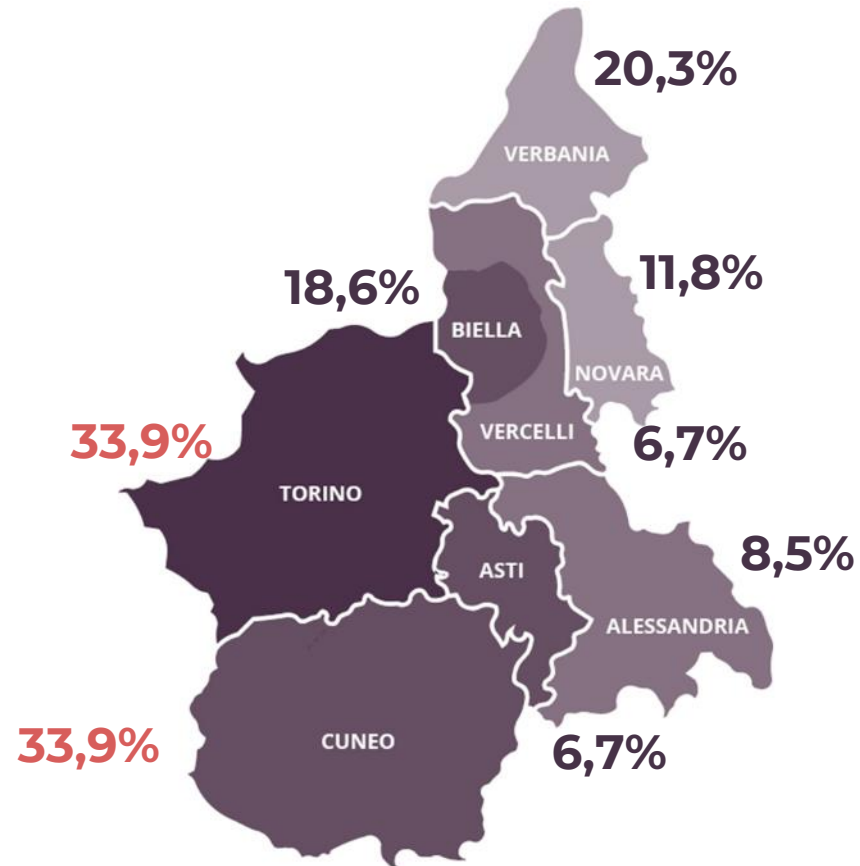 20,3%
VERBANIA
11,8%
18,6%
BIELLA
NOVARA
33,9%
VERCELLI
6,7%
TORINO
8,5%
ASTI
ALESSANDRIA
33,9%
CUNEO
6,7%